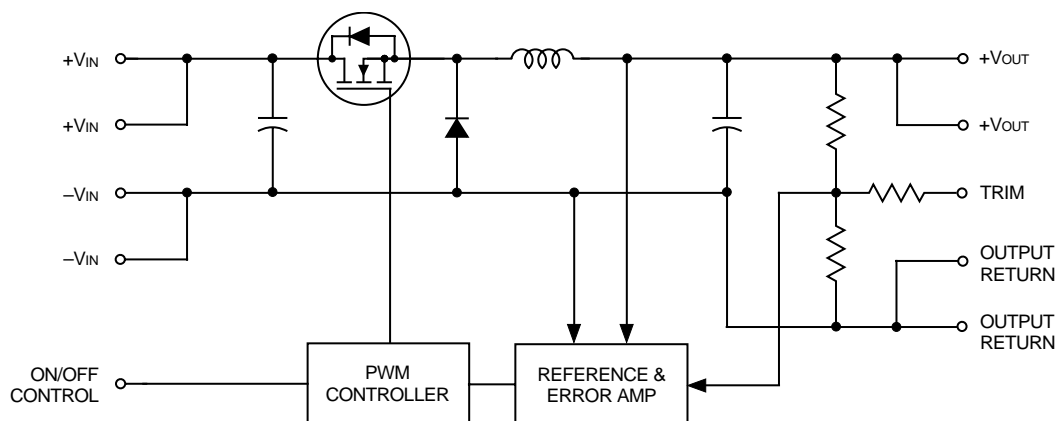 +VIN
+VOUT
+VIN
+VOUT
–VIN
TRIM
–VIN
OUTPUT
RETURN
OUTPUT
RETURN
ON/OFF
CONTROL
PWM
CONTROLLER
REFERENCE &
ERROR AMP